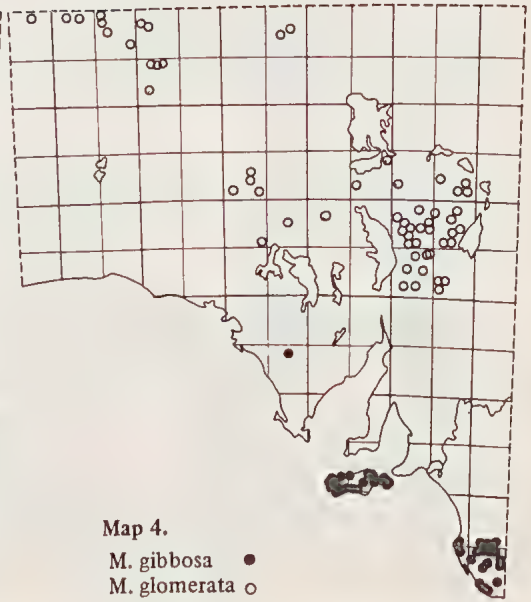 Map 4.
M. gibbosa ●
M. glomerata ○